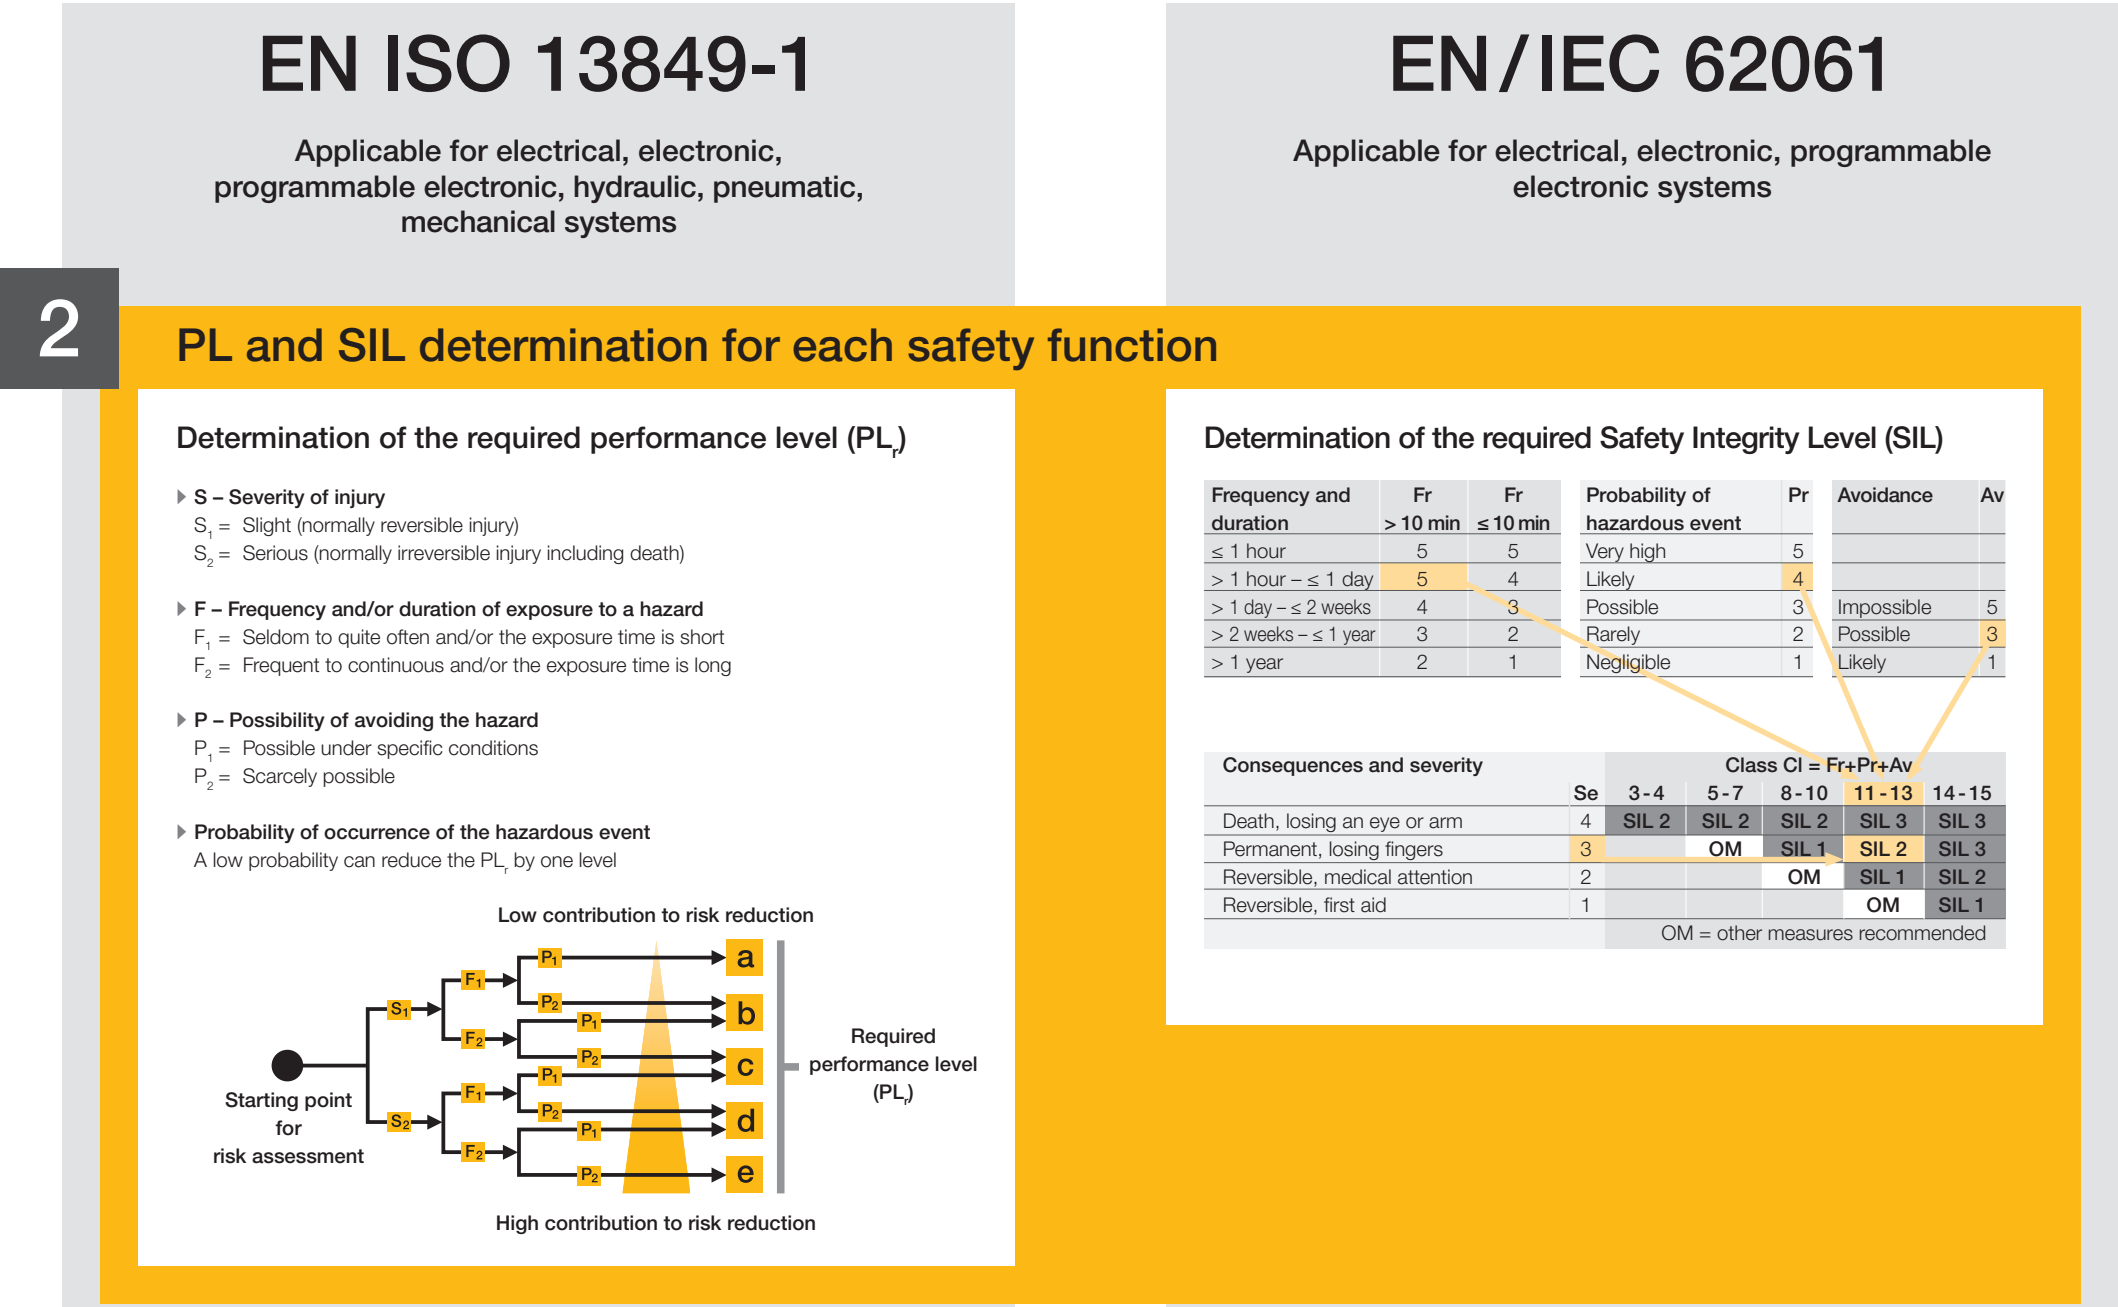 EN ISO 13849-1
Applicable for electrical, electronic,
programmable electronic, hydraulic, pneumatic,
mechanical systems
EN/IEC 62061
Applicable for electrical, electronic, programmable
electronic systems
2
PL and SIL determination for each safety function
Determination of the required performance level (PLr)
S – Severity of injury
S1 = Slight (normally reversible injury)
S2 = Serious (normally irreversible injury including death)
F – Frequency and/or duration of exposure to a hazard
F1 = Seldom to quite often and/or the exposure time is short
F2 = Frequent to continuous and/or the exposure time is long
P – Possibility of avoiding the hazard
P1 = Possible under specific conditions
P2 = Scarcely possible
Probability of occurrence of the hazardous event
A low probability can reduce the PLr by one level
Low contribution to risk reduction
P1 a
F1
P2 b
S1
P1
F2
P2 c
P1
F1
P2 d
S2
P1
F2
P2 e
Starting point
for
risk assessment
Required
performance level
(PLr)
High contribution to risk reduction
Determination of the required Safety Integrity Level (SIL)
Frequency and Fr Fr Probability of Pr Avoidance Av
duration > 10 min ≤ 10 min hazardous event
≤ 1 hour 5 5 Very high 5
> 1 hour – ≤ 1 day 5 4 Likely 4
> 1 day – ≤ 2 weeks 4 3 Possible 3 Impossible 5
> 2 weeks – ≤ 1 year 3 2 Rarely 2 Possible 3
> 1 year 2 1 Negligible 1 Likely 1
Consequences and severity Class Cl = Fr+Pr+Av
Se 3-4 5-7 8-10 11-13 14-15
Death, losing an eye or arm 4 SIL 2 SIL 2 SIL 2 SIL 3 SIL 3
Permanent, losing fingers 3 OM SIL 1 SIL 2 SIL 3
Reversible, medical attention 2 OM SIL 1 SIL 2
Reversible, first aid 1 OM SIL 1
OM = other measures recommended